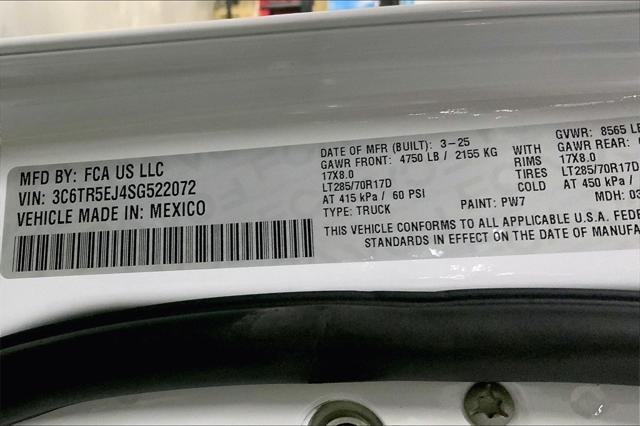 MFD BY: FCA US LLC
VIN: 3C6TR5EJ4SG522072
VEHICLE MADE IN: MEXICO
DATE OF MFR (BUILT): 3-25
GAWR FRONT: 4750 LB / 2155 KG
17X8.0
LT285/70R17D
AT 415 kPa / 60 PSI
TYPE: TRUCK
WITH
TIRES
PAINT: PW7
GVWR: 8565 LB
GAWR REAR:
17X8.0
LT285/70R17D
AT 450 kPa /
MDH: 03
THIS VEHICLE CONFORMS TO ALL APPLICABLE U.S.A. FEDE
STANDARDS IN EFFECT ON THE DATE OF MANUFA